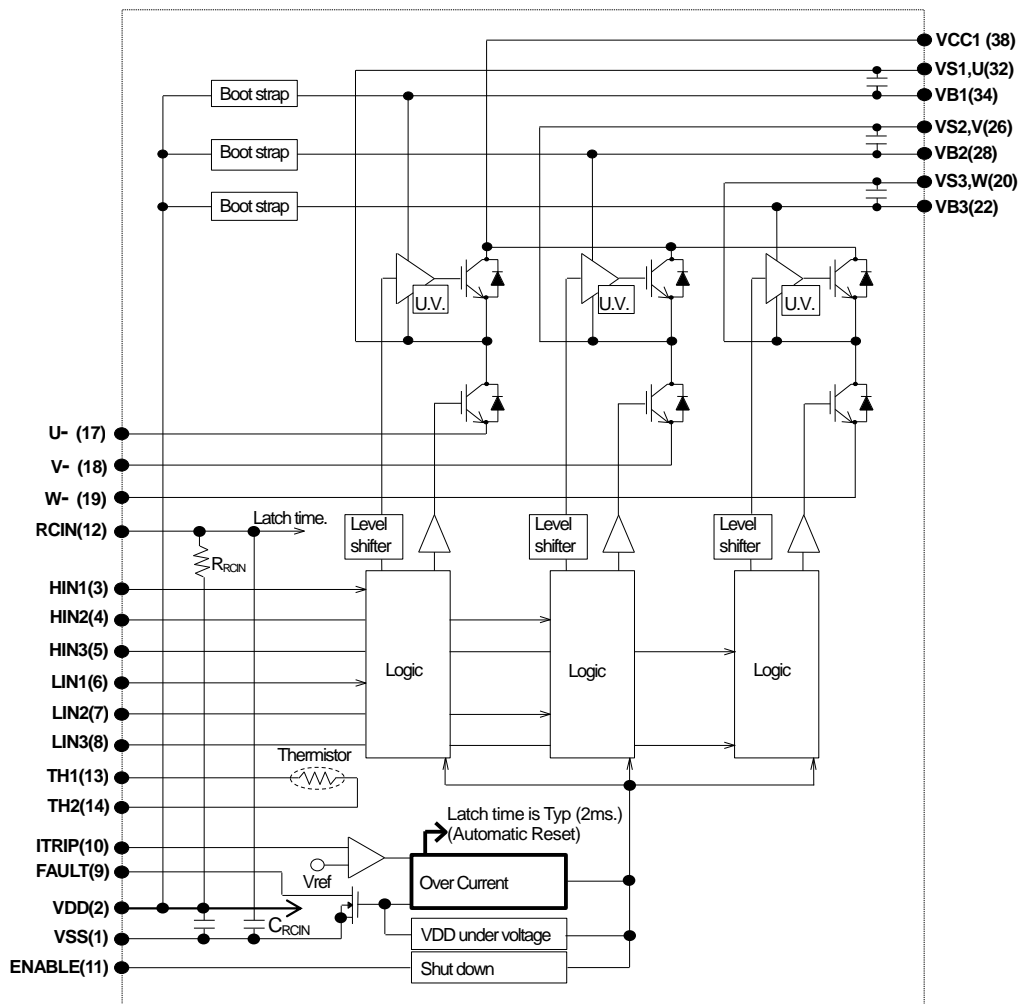 VCC1 (38)
VS1,U(32)
Boot strap
VB1(34)
VS2,V(26)
Boot strap
VB2(28)
VS3,W(20)
Boot strap
VB3(22)
U.V.
U.V.
U.V.
U- (17)
V- (18)
W- (19)
RCIN(12)
Latch time.
Level
shifter
Level
shifter
Level
shifter
RRCIN
HIN1(3)
HIN2(4)
HIN3(5)
Logic
Logic
Logic
LIN1(6)
LIN2(7)
LIN3(8)
Thermistor
TH1(13)
TH2(14)
Latch time is Typ (2ms.)
(Automatic Reset)
ITRIP(10)
FAULT(9)
Vref
Over Current
VDD(2)
CRCIN
VSS(1)
VDD under voltage
ENABLE(11)
Shut down